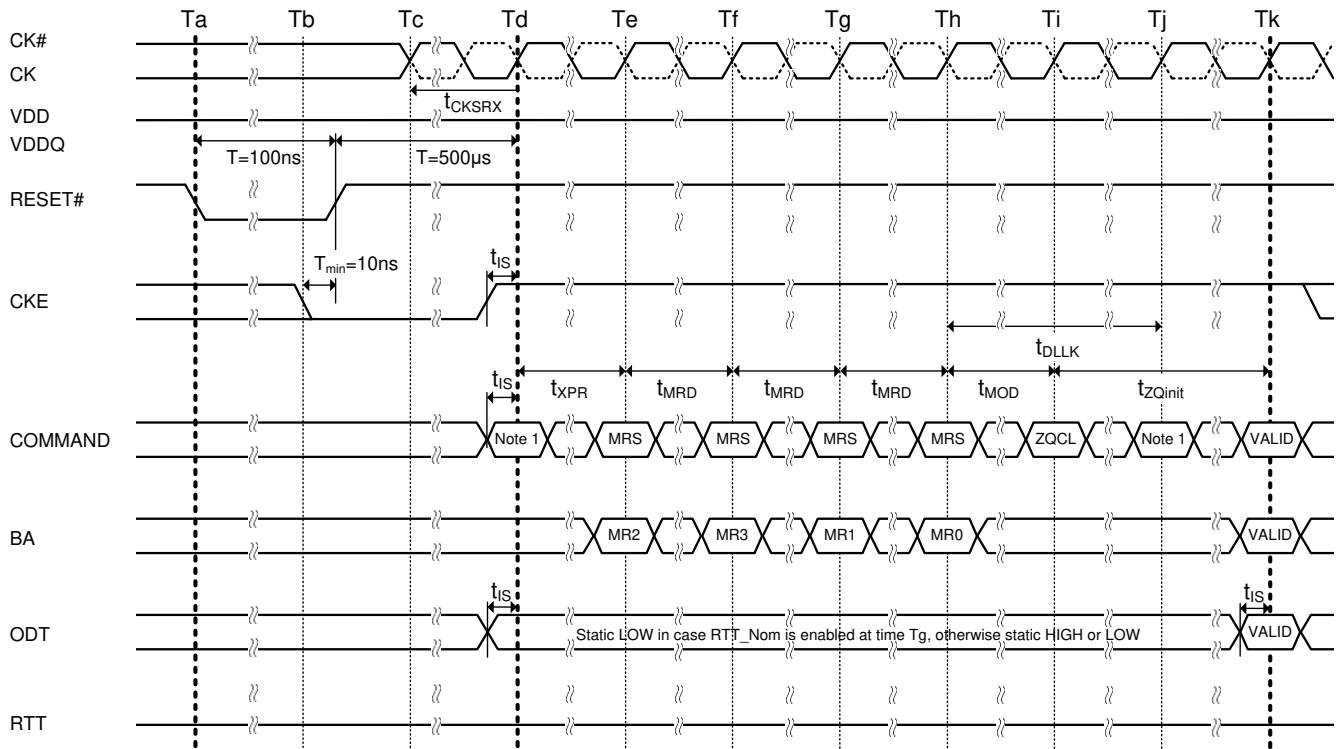 Ta Tb Tc Td Te Tf Tg Th Ti Tj Tk
CK#
CK
tCKSRX
VDD
VDDQ
T=100ns T=500µs
RESET#
Tmin=10ns
tIS
CKE
tDLLK
tIS tXPR tMRD tMRD tMRD tMOD tZQinit
COMMAND Note 1 MRS MRS MRS MRS ZQCL Note 1 VALID
BA MR2 MR3 MR1 MR0 VALID
tIS tIS
ODT Static LOW in case RTT_Nom is enabled at time Tg, otherwise static HIGH or LOW VALID
RTT